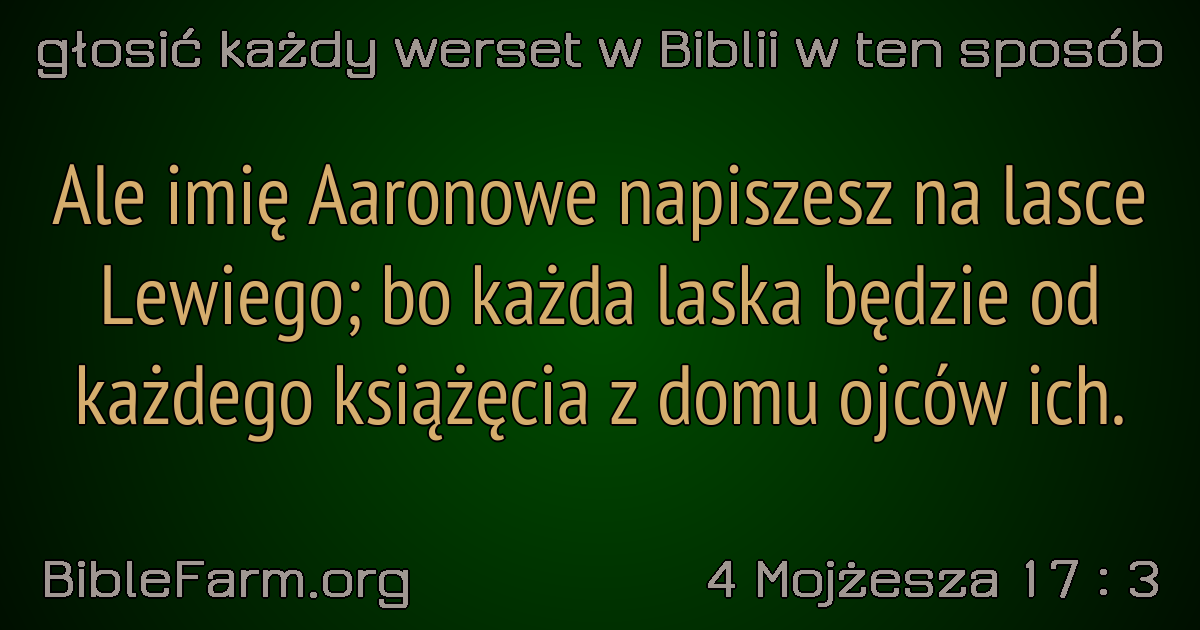 głosić każdy werset w Biblii w ten sposób
Ale imię Aaronowe napiszesz na lasce
Lewiego; bo każda laska będzie od
każdego książęcia z domu ojców ich.
BibleFarm.org
4 Mojżesza 17 : 3